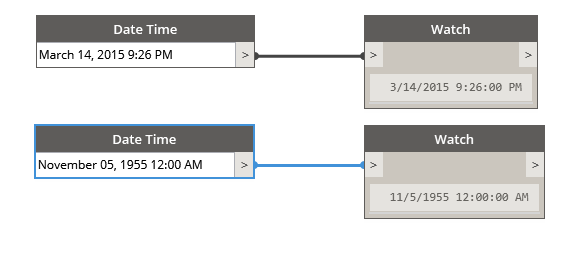 Date Time
March 14, 2015 9:26 PM >
Watch
> >
3/14/2015 9:26:00 PM
Date Time
November 05, 1955 12:00 AM >
Watch
> >
11/5/1955 12:00:00 AM